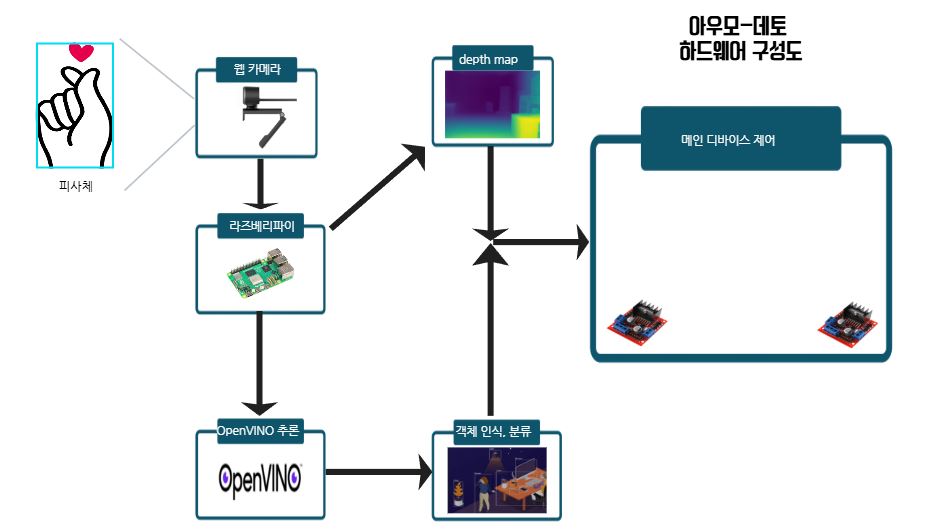 아우모-데토
하드웨어 구성도
웹 카메라
depth map
메인 디바이스 제어
피사체
라즈베리파이
OpenVINO 추론
객체 인식, 분류
OpenVINO